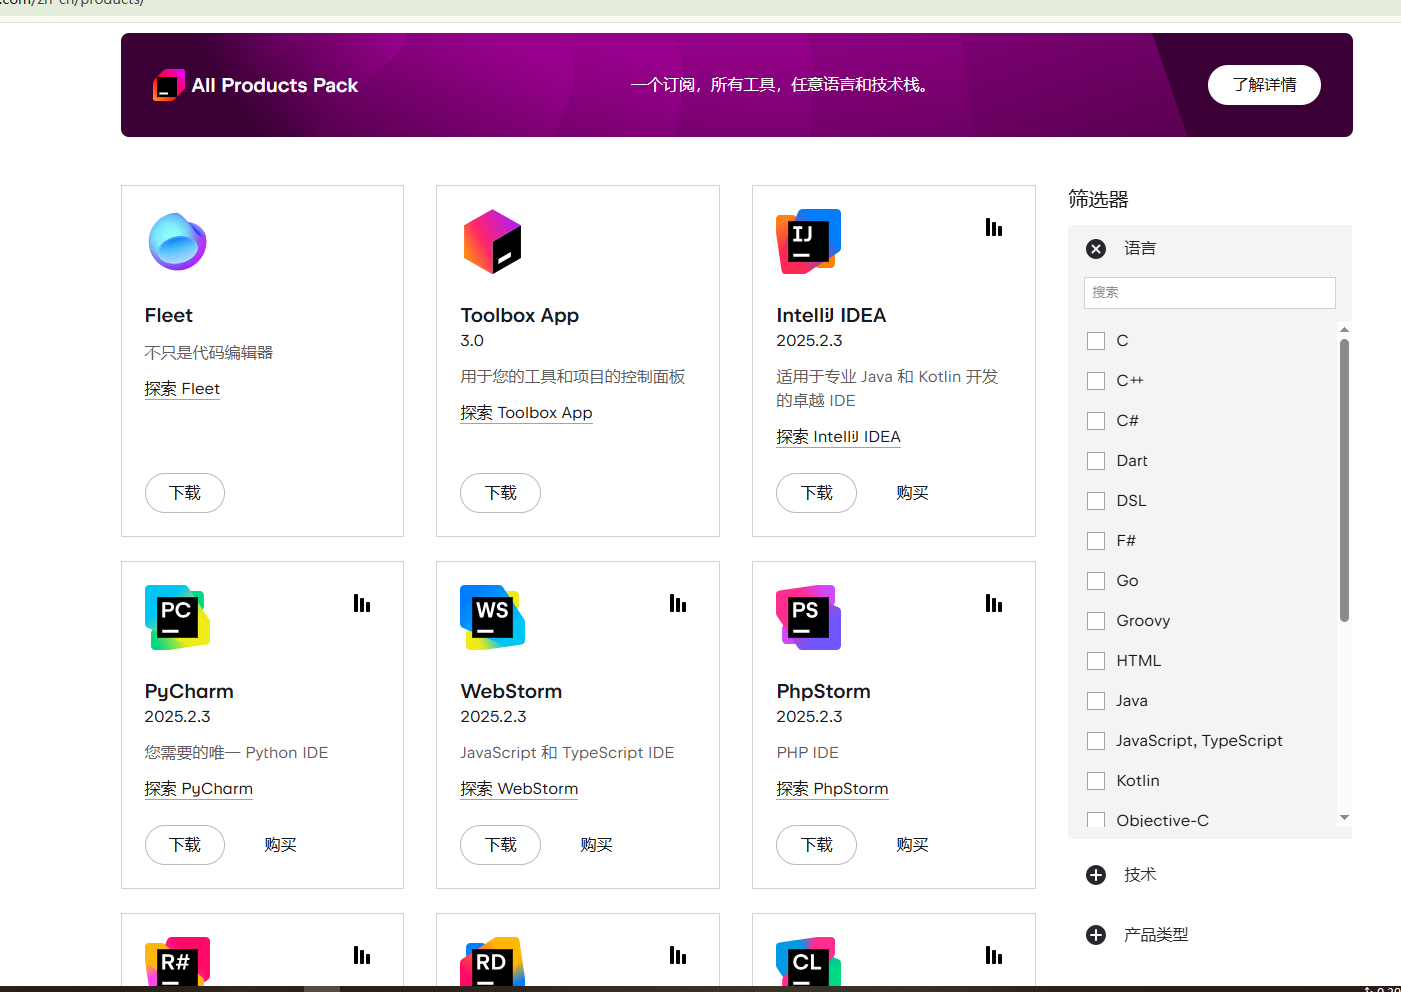 .com/zh-cn/products/
All Products Pack
一个订阅，所有工具，任意语言和技术栈。
了解详情
Fleet
不只是代码编辑器
探索 Fleet
下载
Toolbox App
3.0
用于您的工具和项目的控制面板
探索 Toolbox App
下载
IJ
IntelliJ IDEA
2025.2.3
适用于专业 Java 和 Kotlin 开发
的卓越 IDE
探索 IntelliJ IDEA
下载
购买
PC
PyCharm
2025.2.3
您需要的唯一 Python IDE
探索 PyCharm
下载
购买
WS
WebStorm
2025.2.3
JavaScript 和 TypeScript IDE
探索 WebStorm
下载
购买
PS
PhpStorm
2025.2.3
PHP IDE
探索 PhpStorm
下载
购买
R#
RD
CL
筛选器
语言
搜索
C
C++
C#
Dart
DSL
F#
Go
Groovy
HTML
Java
JavaScript, TypeScript
Kotlin
Objective-C
技术
产品类型